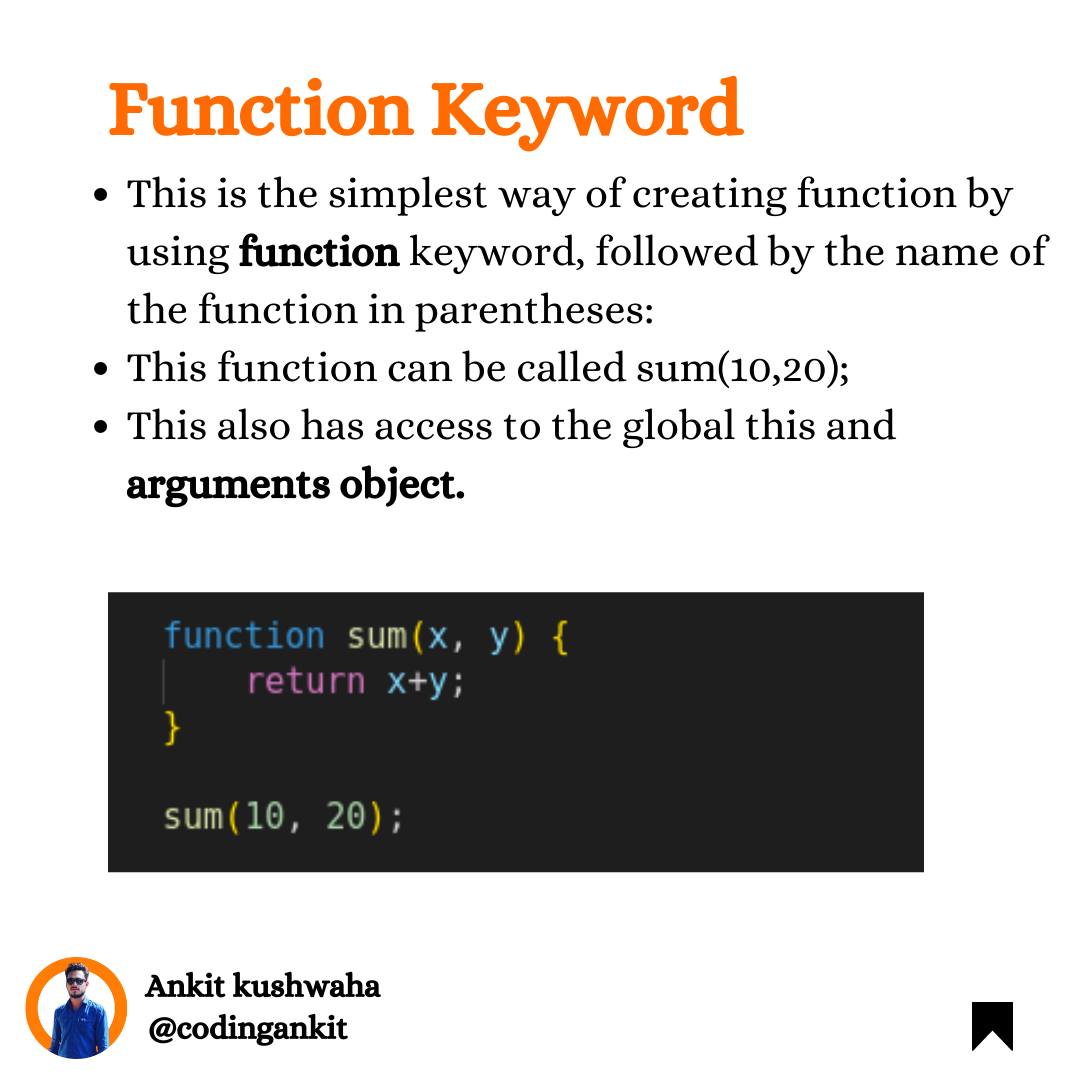 Function Keyword
• This is the simplest way of creating function by
using function keyword, followed by the name of
the function in parentheses:
• This function can be called sum(10,20);
• This also has access to the global this and
arguments object.
function sum(x, y) {
    return x+y;
}
sum(10, 20);
Ankit kushwaha
@codingankit